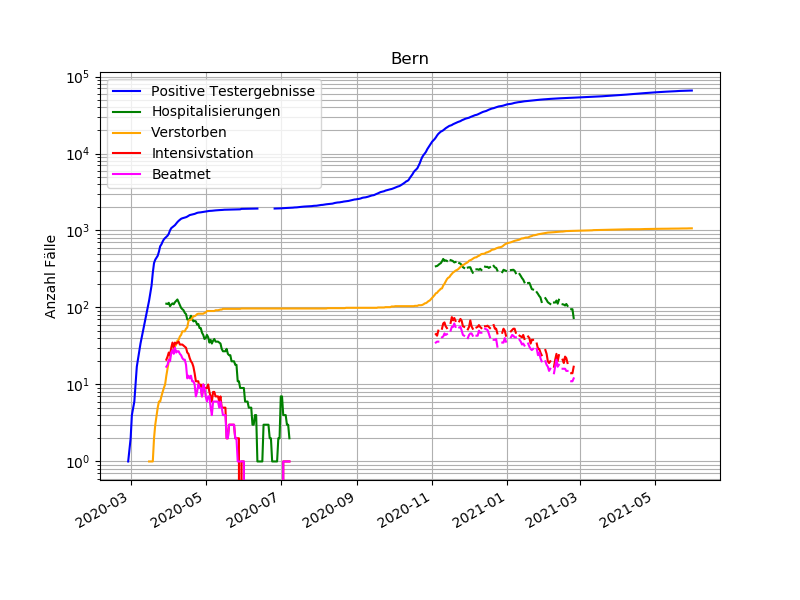 Bern
Anzahl Fälle
10^5
10^4
10^3
10^2
10^1
10^0
Positive Testergebnisse
Hospitalisierungen
Verstorben
Intensivstation
Beatmet
2020-03
2020-05
2020-07
2020-09
2020-11
2021-01
2021-03
2021-05